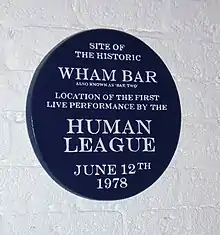 SITE OF
THE HISTORIC
WHAM BAR
ALSO KNOWN AS 'BAR TWO'
LOCATION OF THE FIRST
LIVE PERFORMANCE BY THE
HUMAN
LEAGUE
JUNE 12TH
1978